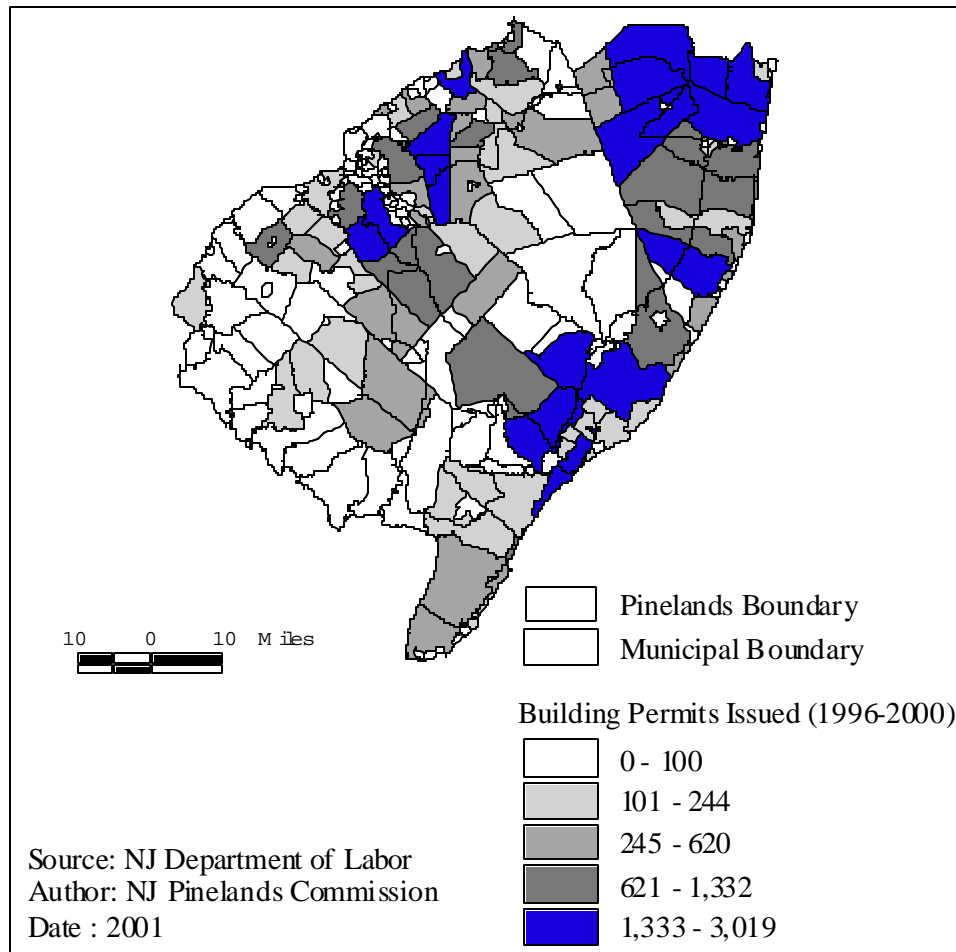 10 0 10 Miles
Pinelands Boundary
Municipal Boundary
Building Permits Issued (1996-2000)
0 - 100
101 - 244
245 - 620
621 - 1,332
1,333 - 3,019
Source: NJ Department of Labor
Author: NJ Pinelands Commission
Date : 2001